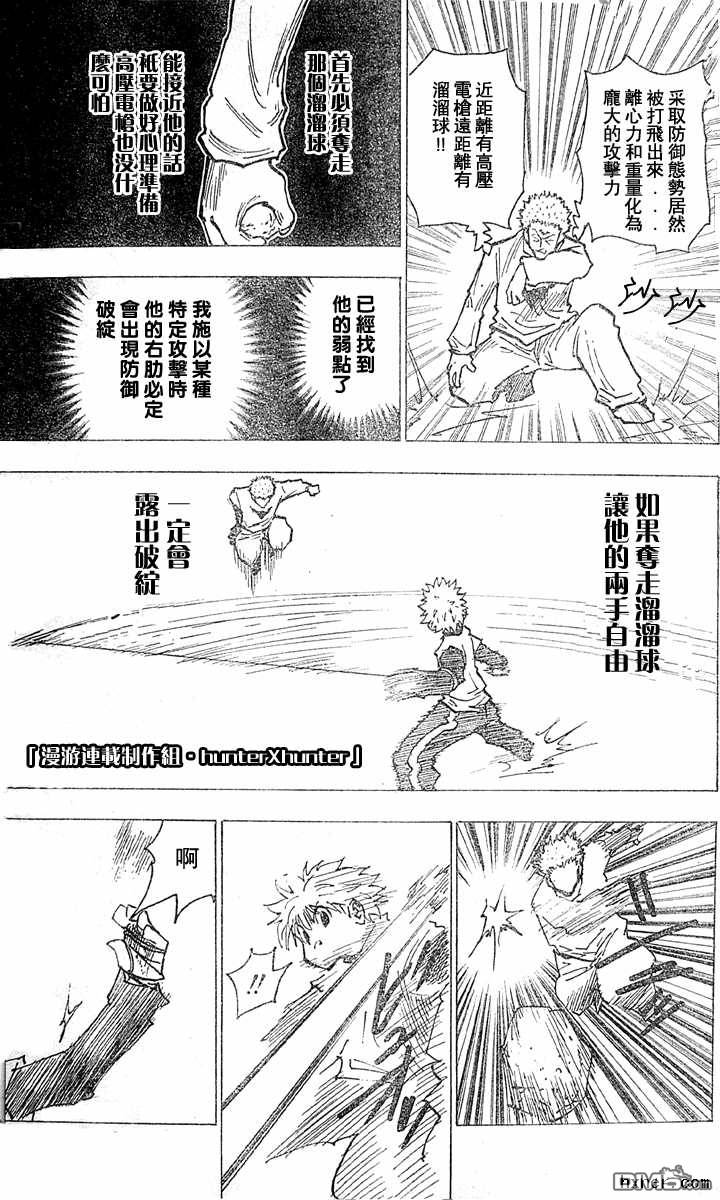 采取防御態勢居然
被打飛出來...
離心力和重量化為
龐大的攻擊力
近距離有高壓
電槍遠距離有
溜溜球!!
首先必須奪走
那個溜溜球
能接近他的話
衹要做好心理準備
高壓電槍也没什
麼可怕
已經找到
他的弱點了
我施以某種
特定攻擊時
他的右肋必定
會出現防御
破綻
如果奪走溜溜球
讓他的兩手自由
一定會
露出破綻
「漫游連載制作組·hunterXhunter」
!!
啊